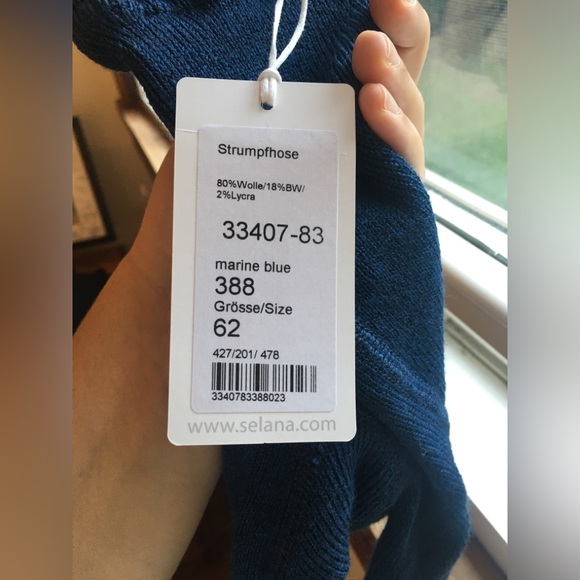 Strumpfhose
80%Wolle/18%BW/
2%Lycra
33407-83
marine blue
388
Grösse/Size
62
427/201/ 478
3340783388023
www.selana.com